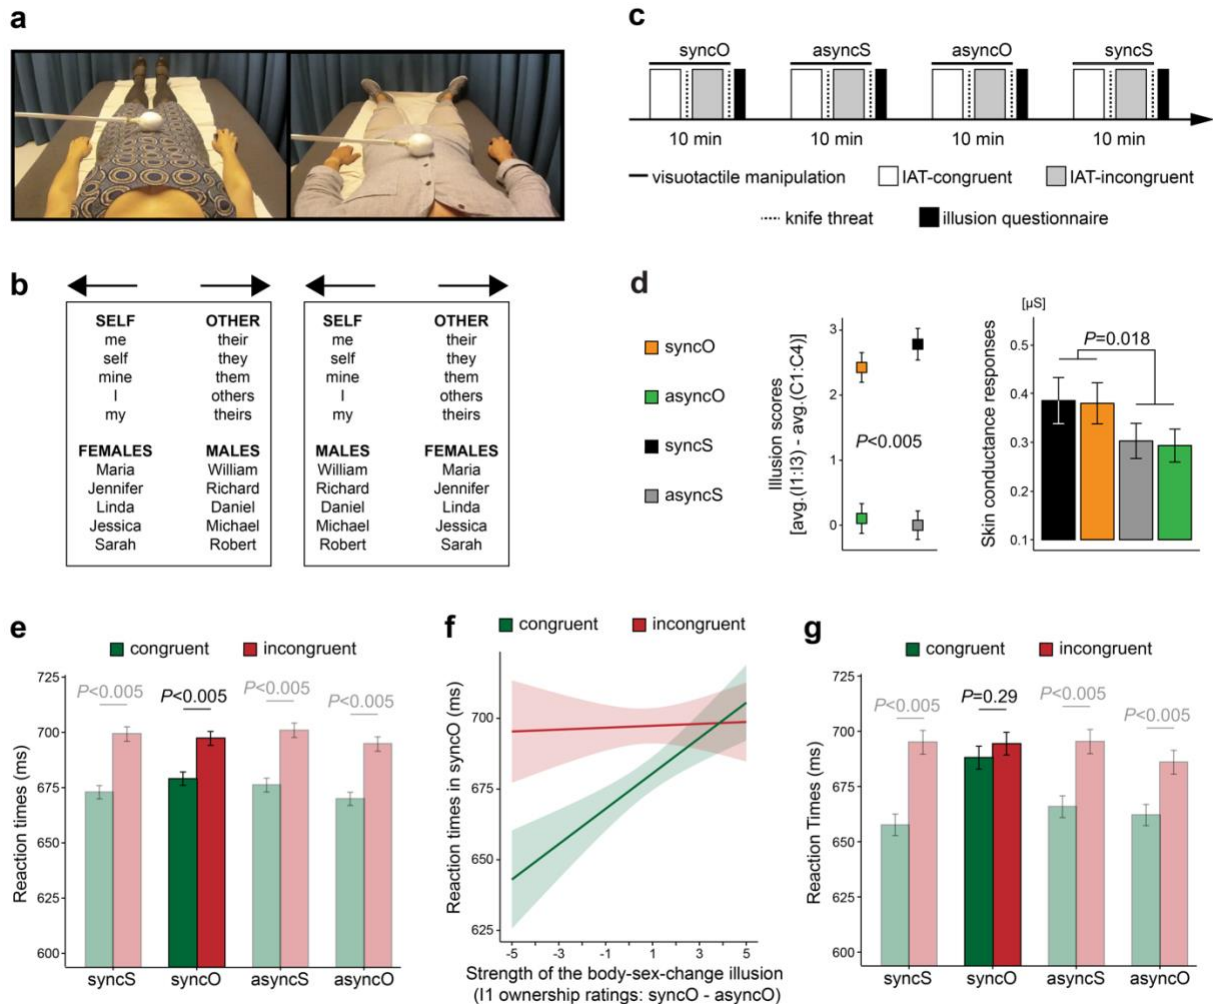 a
b
SELF OTHER
me their
self they
mine them
I others
my theirs
FEMALES MALES
Maria William
Jennifer Richard
Linda Daniel
Jessica Michael
Sarah Robert
SELF OTHER
me their
self they
mine them
I others
my theirs
MALES FEMALES
William Maria
Richard Jennifer
Daniel Linda
Michael Jessica
Robert Sarah
c
syncO asyncS asyncO syncS
10 min 10 min 10 min 10 min
visuotactile manipulation IAT-congruent IAT-incongruent
knife threat illusion questionnaire
d
syncO
asyncO
syncS
asyncS
Illusion scores
[avg.(I1:I3) - avg.(C1:C4)]
3
2
1
0
P<0.005
[µS]
Skin conductance responses
0.5
0.4
0.3
0.2
0.1
P=0.018
e
congruent incongruent
Reaction times (ms)
725
700
675
650
600
P<0.005 P<0.005 P<0.005 P<0.005
syncS syncO asyncS asyncO
f
congruent incongruent
Reaction times in syncO (ms)
700
675
650
625
-5 -3 -1 1 3 5
Strength of the body-sex-change illusion
(I1 ownership ratings: syncO - asyncO)
g
congruent incongruent
Reaction Times (ms)
725
700
675
650
600
P<0.005 P=0.29 P<0.005 P<0.005
syncS syncO asyncS asyncO